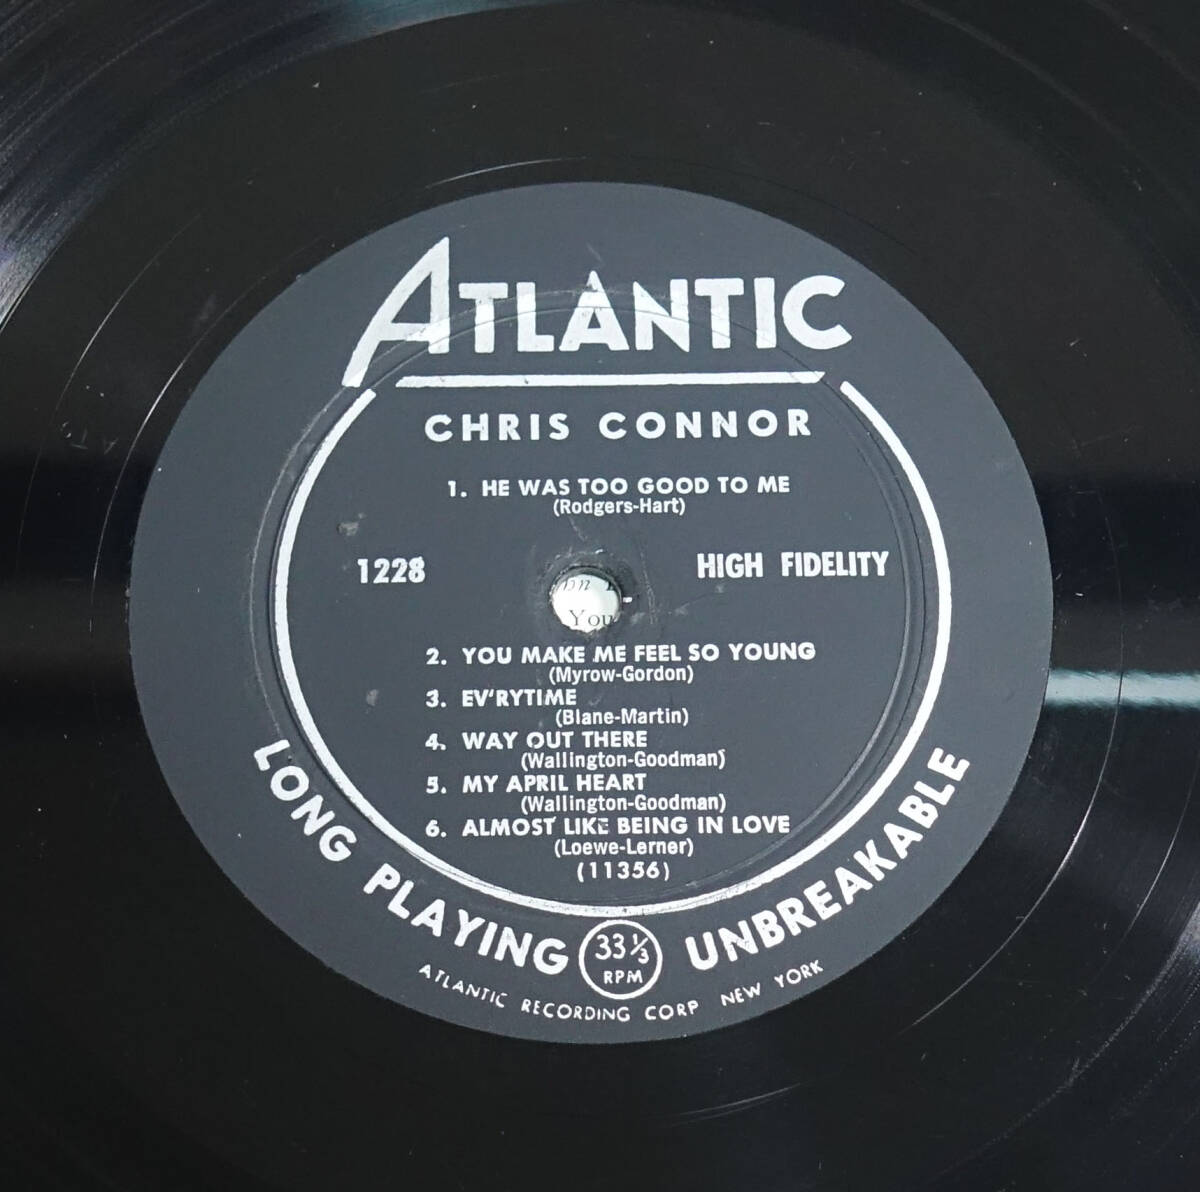 ATLANTIC
CHRIS CONNOR
1. HE WAS TOO GOOD TO ME
(Rodgers-Hart)
1228
HIGH FIDELITY
You
2. YOU MAKE ME FEEL SO YOUNG
(Myrow-Gordon)
3. EV'RYTIME
(Blane-Martin)
4. WAY OUT THERE
(Wallington-Goodman)
5. MY APRIL HEART
(Wallington-Goodman)
6. ALMOST LIKE BEING IN LOVE
(Loewe-Lerner)
(11356)
LONG PLAYING
33⅓
RPM
UNBREAKABLE
ATLANTIC RECORDING CORP NEW YORK